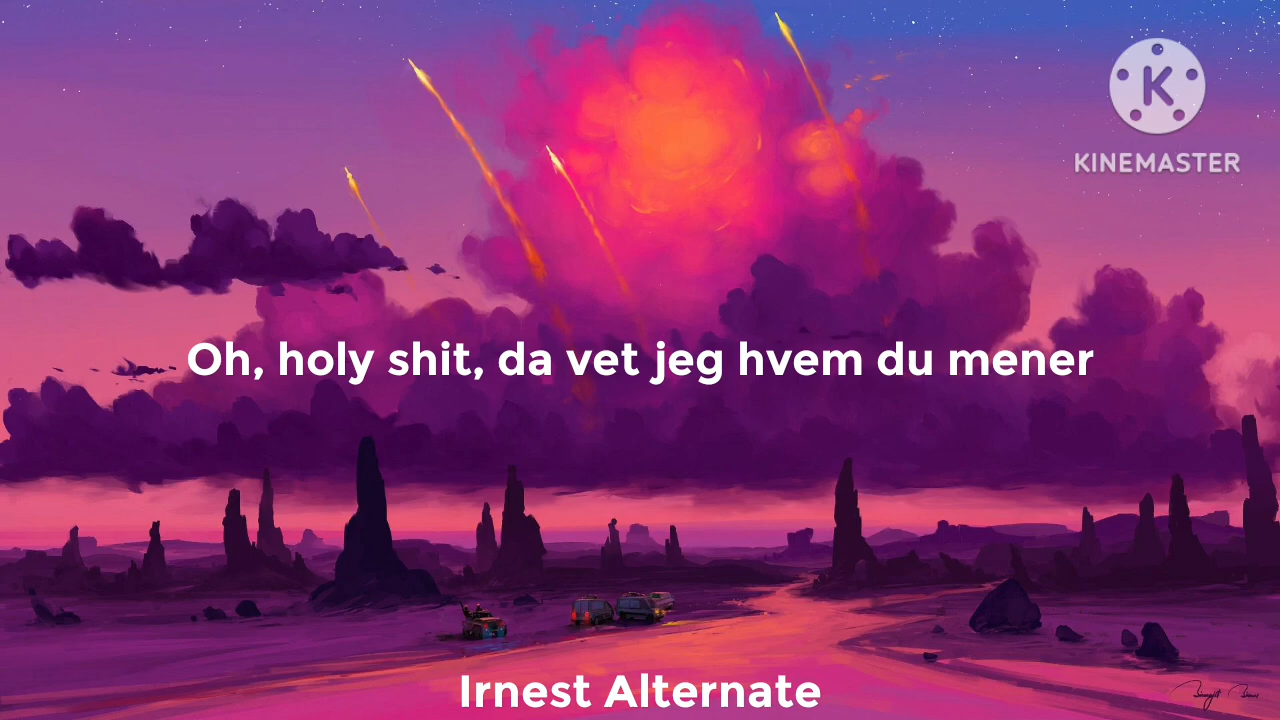 K
KINEMASTER
Oh, holy shit, da vet jeg hvem du mener
Irnest Alternate